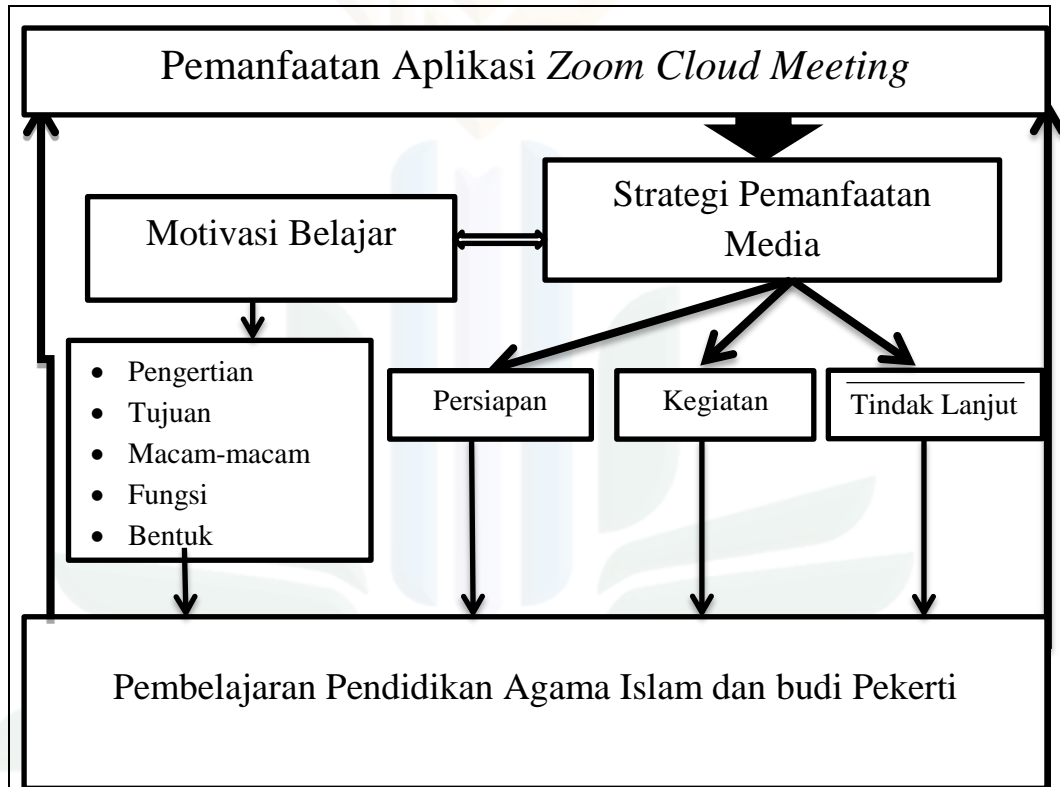 Pemanfaatan Aplikasi Zoom Cloud Meeting
Strategi Pemanfaatan
Media
Motivasi Belajar
• Pengertian
• Tujuan
• Macam-macam
• Fungsi
• Bentuk
Persiapan
Kegiatan
Tindak Lanjut
Pembelajaran Pendidikan Agama Islam dan budi Pekerti